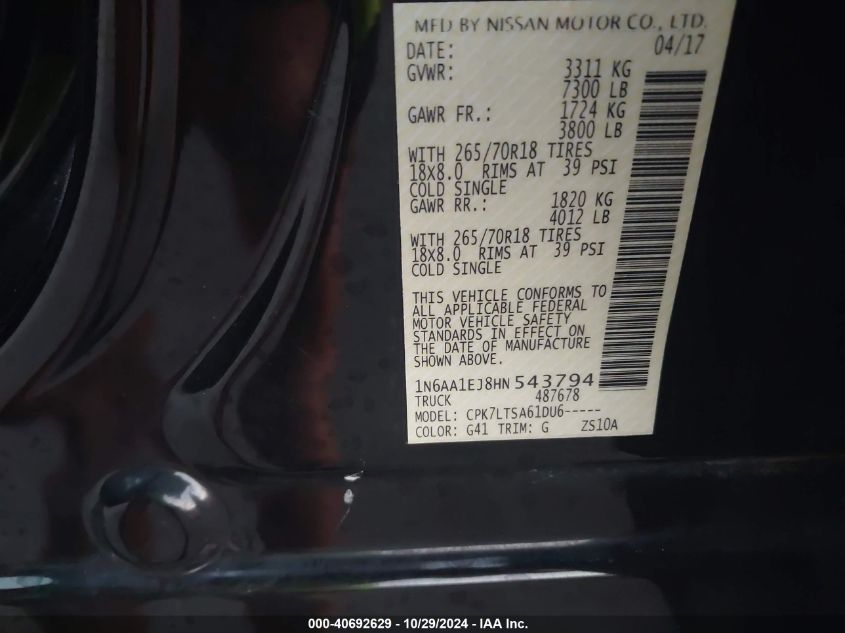 MFD BY NISSAN MOTOR CO., LTD.
DATE: 04/17
GVWR: 3311 KG
7300 LB
GAWR FR.: 1724 KG
3800 LB
WITH 265/70R18 TIRES
18X8.0 RIMS AT 39 PSI
COLD SINGLE
GAWR RR.: 1820 KG
4012 LB
WITH 265/70R18 TIRES
18X8.0 RIMS AT 39 PSI
COLD SINGLE
THIS VEHICLE CONFORMS TO
ALL APPLICABLE FEDERAL
MOTOR VEHICLE SAFETY
STANDARDS IN EFFECT ON
THE DATE OF MANUFACTURE
SHOWN ABOVE.
1N6AA1EJ8HN543794
TRUCK 487678
MODEL: CPK7LTSA61DU6-----
COLOR: G41 TRIM: G ZS10A
000-40692629 - 10/29/2024 - IAA Inc.